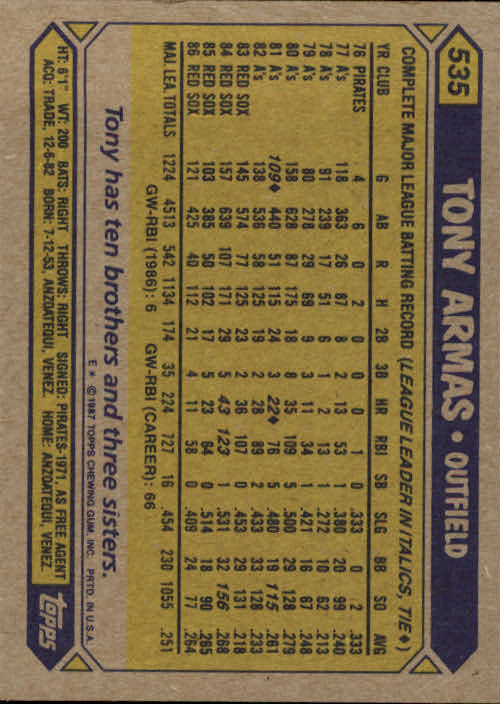 535
TONY ARMAS • OUTFIELD
COMPLETE MAJOR LEAGUE BATTING RECORD (LEAGUE LEADER IN ITALICS, TIE♦)
YR CLUB G AB R H 2B 3B HR RBI SB SLG BB SO AVG
76 PIRATES 4 6 0 2 0 0 0 1 0 .333 0 2 .333
77 A's 118 363 26 87 8 2 13 53 1 .380 20 99 .240
78 A's 91 239 17 51 6 1 2 13 1 .272 10 62 .213
79 A's 80 278 29 69 9 3 11 34 1 .421 16 67 .248
80 A's 158 628 87 175 18 8 35 109 5 .500 29 128 .279
81 A's 109♦ 440 51 115 24 3 22♦ 76 5 .480 19 115 .261
82 A's 138 536 58 125 19 2 28 89 2 .433 33 128 .233
83 RED SOX 145 574 77 125 23 2 36 107 0 .453 29 131 .218
84 RED SOX 157 639 107 171 29 5 43 123 1 .531 32 156 .268
85 RED SOX 103 385 50 102 17 5 23 64 0 .514 18 90 .265
86 RED SOX 121 425 40 112 21 4 11 58 0 .409 24 77 .264
MAJ. LEA. TOTALS 1224 4513 542 1134 174 35 224 727 16 .454 230 1055 .251
GW-RBI (1986): 6 GW-RBI (CAREER): 66
Tony has ten brothers and three sisters.
E * ©1987 TOPPS CHEWING GUM, INC. PRTD. IN U.S.A.
HT: 6'1" WT: 200 BATS: RIGHT THROWS: RIGHT SIGNED: PIRATES-1971, AS FREE AGENT
ACQ: TRADE, 12-6-82 BORN: 7-12-53, ANZOATEQUI, VENEZ. HOME: ANZOATEQUI, VENEZ.
topps